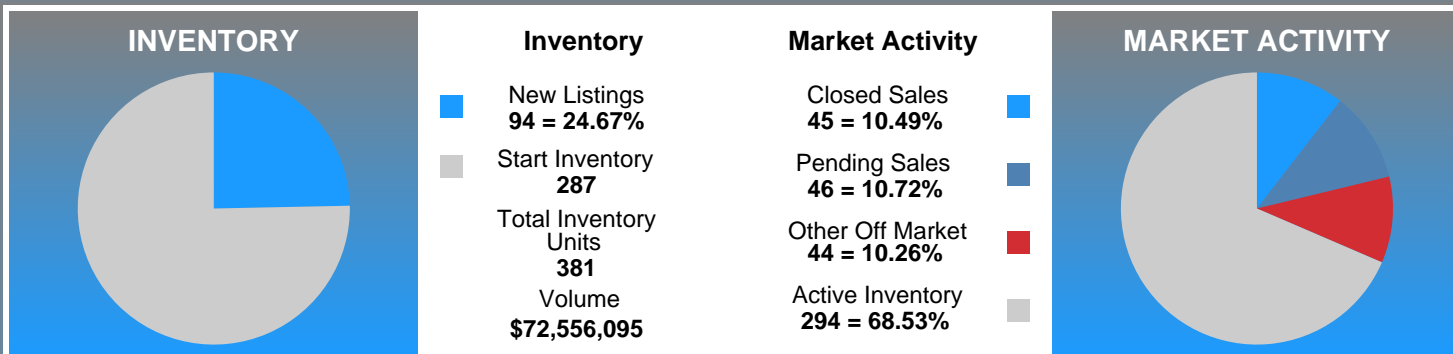 INVENTORY
Inventory
New Listings
94 = 24.67%
Start Inventory
287
Total Inventory
Units
381
Volume
$72,556,095
Market Activity
Closed Sales
45 = 10.49%
Pending Sales
46 = 10.72%
Other Off Market
44 = 10.26%
Active Inventory
294 = 68.53%
MARKET ACTIVITY